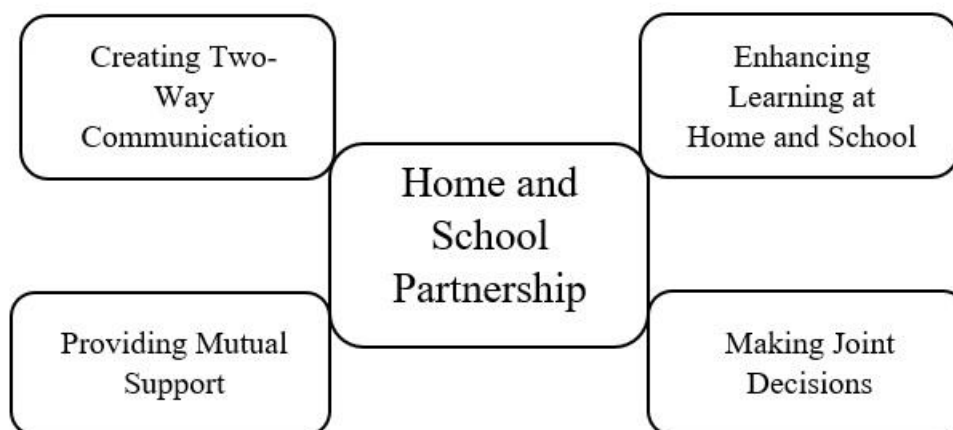 Creating Two-
Way
Communication
Enhancing
Learning at
Home and School
Home and
School
Partnership
Providing Mutual
Support
Making Joint
Decisions